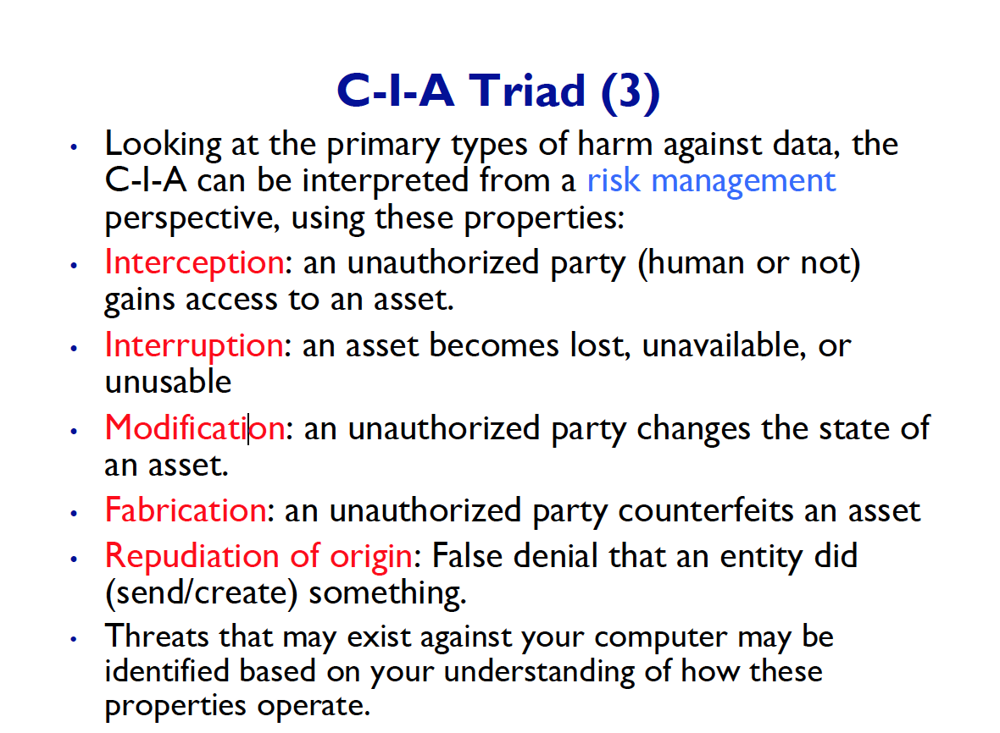 C-I-A Triad (3)
• Looking at the primary types of harm against data, the
C-I-A can be interpreted from a risk management
perspective, using these properties:
• Interception: an unauthorized party (human or not)
gains access to an asset.
• Interruption: an asset becomes lost, unavailable, or
unusable
• Modification: an unauthorized party changes the state of
an asset.
• Fabrication: an unauthorized party counterfeits an asset
• Repudiation of origin: False denial that an entity did
(send/create) something.
• Threats that may exist against your computer may be
identified based on your understanding of how these
properties operate.